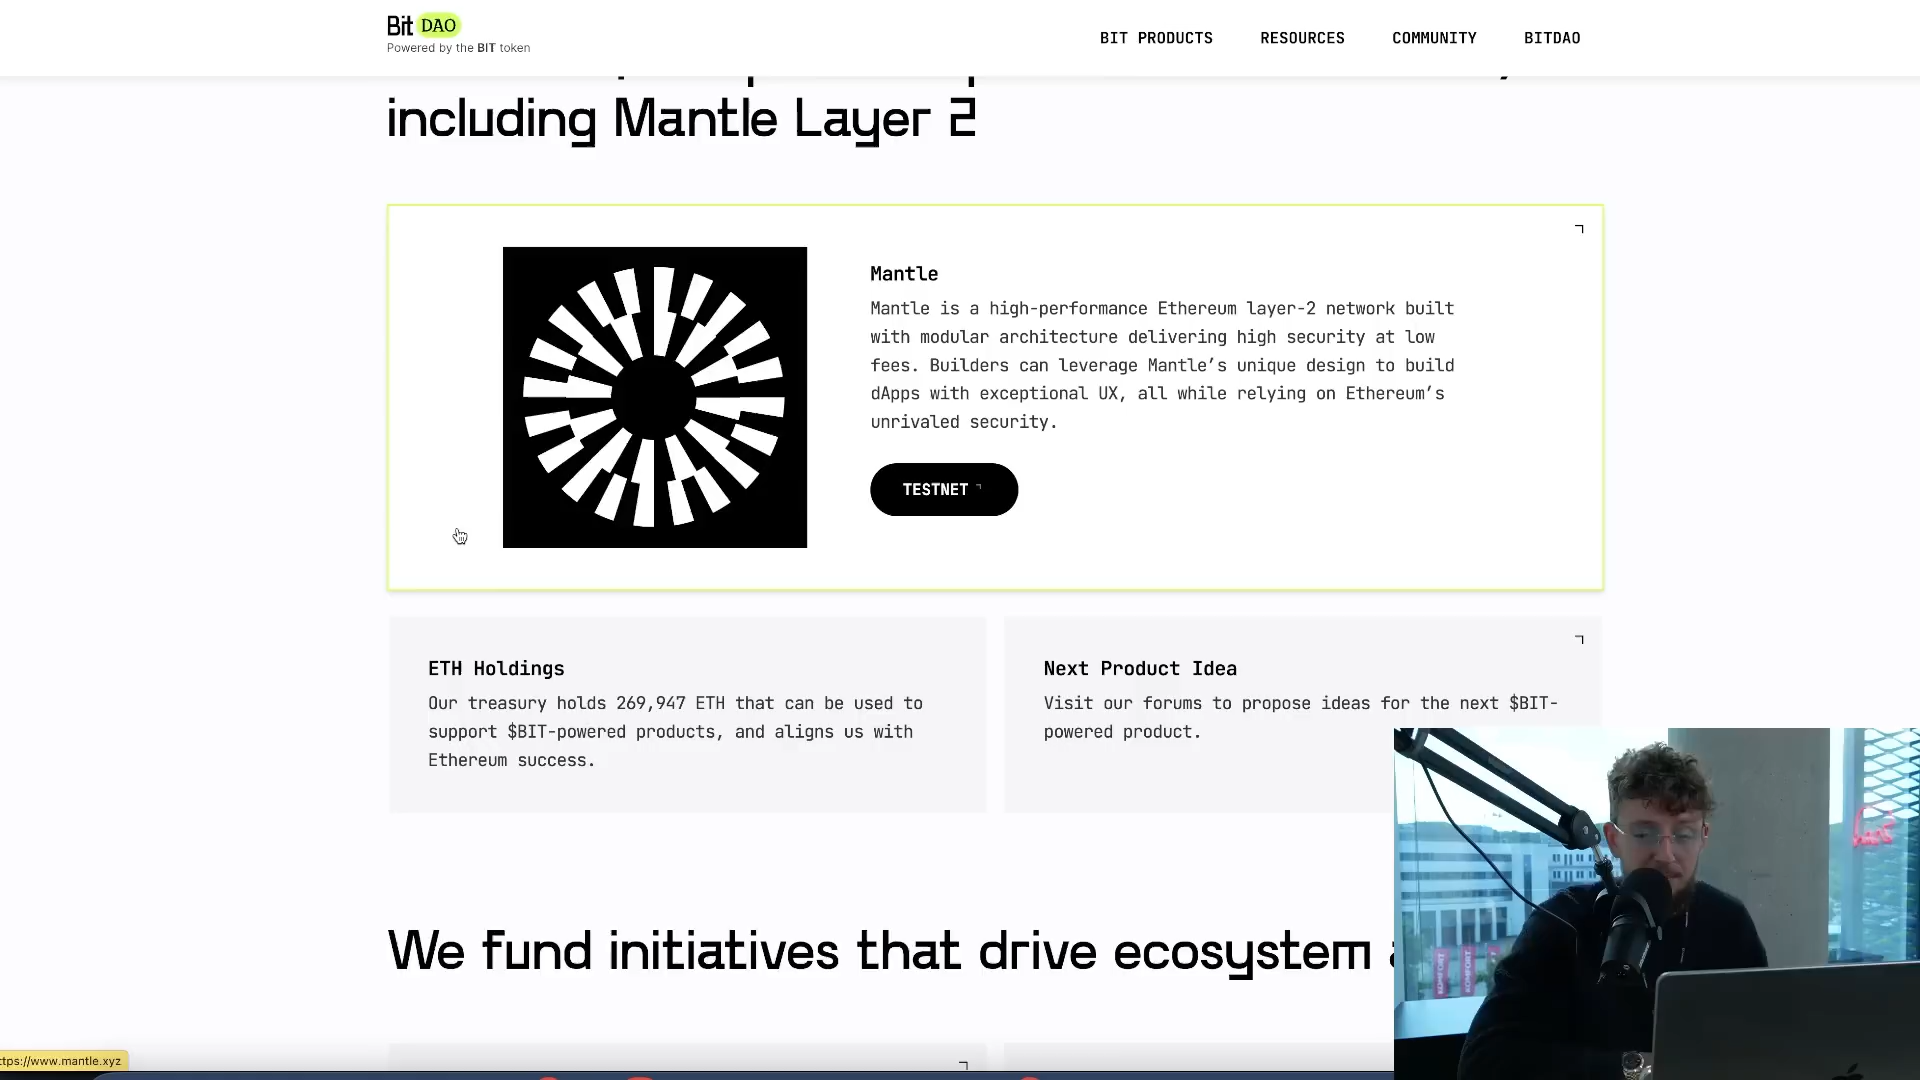 Bit DAO
Powered by the BIT token
BIT PRODUCTS
RESOURCES
COMMUNITY
BITDAO
including Mantle Layer 2
Mantle
Mantle is a high-performance Ethereum layer-2 network built
with modular architecture delivering high security at low
fees. Builders can leverage Mantle’s unique design to build
dApps with exceptional UX, all while relying on Ethereum’s
unrivaled security.
TESTNET
ETH Holdings
Our treasury holds 269,947 ETH that can be used to
support $BIT-powered products, and aligns us with
Ethereum success.
Next Product Idea
Visit our forums to propose ideas for the next $BIT-
powered product.
We fund initiatives that drive ecosystem
KOMFORT
KOMFORT
ttps://www.mantle.xyz